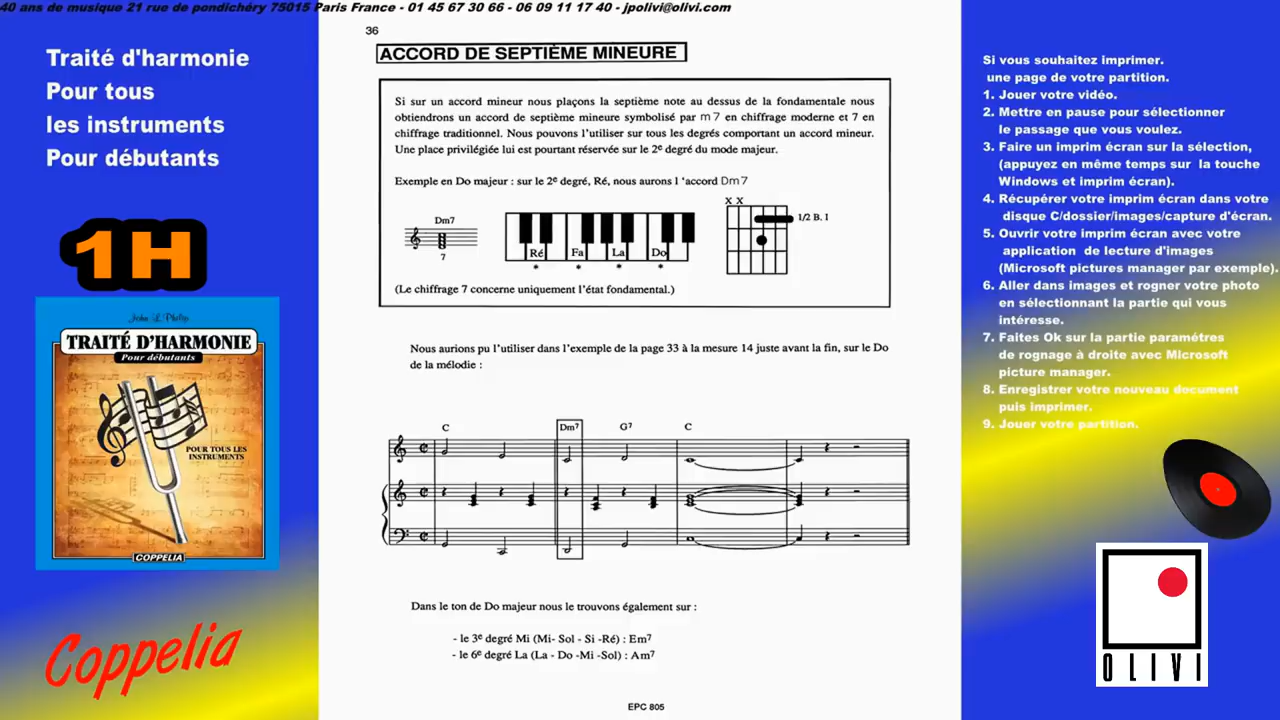 40 ans de musique 21 rue de pondichéry 75015 Paris France - 01 45 67 30 66 - 06 09 11 17 40 - jpolivi@olivi.com
Traité d'harmonie
Pour tous
les instruments
Pour débutants
1H
John L. Philip
TRAITÉ D'HARMONIE
Pour débutants
POUR TOUS LES
INSTRUMENTS
COPPELIA
Coppelia
36
ACCORD DE SEPTIÈME MINEURE
Si sur un accord mineur nous plaçons la septième note au dessus de la fondamentale nous
obtiendrons un accord de septième mineure symbolisé par m7 en chiffrage moderne et 7 en
chiffrage traditionnel. Nous pouvons l'utiliser sur tous les degrés comportant un accord mineur.
Une place privilégiée lui est pourtant réservée sur le 2e degré du mode majeur.
Exemple en Do majeur : sur le 2e degré, Ré, nous aurons l 'accord Dm7
X X
Dm7
1/2 B. 1
7
Ré Fa La Do
* * * *
(Le chiffrage 7 concerne uniquement l'état fondamental.)
Nous aurions pu l'utiliser dans l'exemple de la page 33 à la mesure 14 juste avant la fin, sur le Do
de la mélodie :
C Dm7 G7 C
Dans le ton de Do majeur nous le trouvons également sur :
- le 3e degré Mi (Mi- Sol - Si -Ré) : Em7
- le 6e degré La (La - Do -Mi -Sol) : Am7
EPC 805
Si vous souhaitez imprimer.
une page de votre partition.
1. Jouer votre vidéo.
2. Mettre en pause pour sélectionner
le passage que vous voulez.
3. Faire un imprim écran sur la sélection,
(appuyez en même temps sur la touche
Windows et imprim écran).
4. Récupérer votre imprim écran dans votre
disque C/dossier/images/capture d'écran.
5. Ouvrir votre imprim écran avec votre
application de lecture d'images
(Microsoft pictures manager par exemple).
6. Aller dans images et rogner votre photo
en sélectionnant la partie qui vous
intéresse.
7. Faites Ok sur la partie paramétres
de rognage à droite avec Microsoft
picture manager.
8. Enregistrer votre nouveau document
puis imprimer.
9. Jouer votre partition.
OLIVI